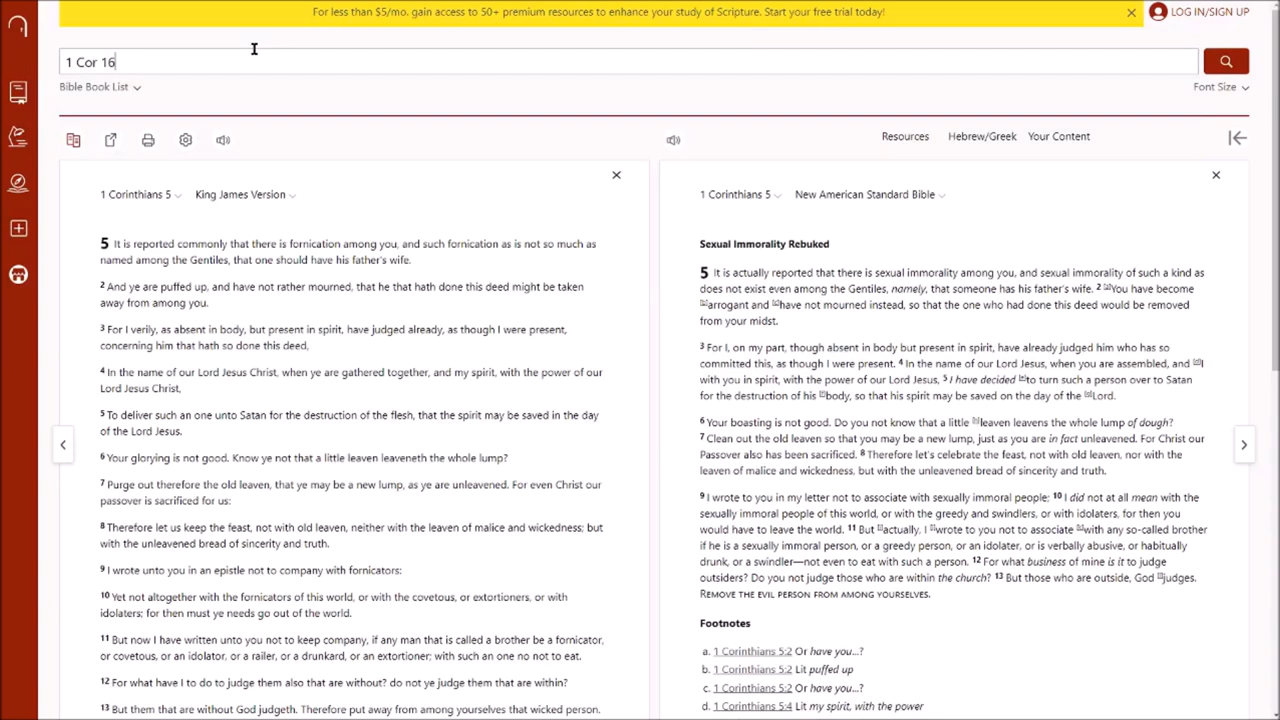 For less than $5/mo. gain access to 50+ premium resources to enhance your study of Scripture. Start your free trial today!
LOG IN/SIGN UP
1 Cor 16
Bible Book List
Font Size
Resources Hebrew/Greek Your Content
1 Corinthians 5 King James Version
5 It is reported commonly that there is fornication among you, and such fornication as is not so much as
named among the Gentiles, that one should have his father's wife.
2 And ye are puffed up, and have not rather mourned, that he that hath done this deed might be taken
away from among you.
3 For I verily, as absent in body, but present in spirit, have judged already, as though I were present,
concerning him that hath so done this deed,
4 In the name of our Lord Jesus Christ, when ye are gathered together, and my spirit, with the power of our
Lord Jesus Christ,
5 To deliver such an one unto Satan for the destruction of the flesh, that the spirit may be saved in the day
of the Lord Jesus.
6 Your glorying is not good. Know ye not that a little leaven leaveneth the whole lump?
7 Purge out therefore the old leaven, that ye may be a new lump, as ye are unleavened. For even Christ our
passover is sacrificed for us:
8 Therefore let us keep the feast, not with old leaven, neither with the leaven of malice and wickedness; but
with the unleavened bread of sincerity and truth.
9 I wrote unto you in an epistle not to company with fornicators:
10 Yet not altogether with the fornicators of this world, or with the covetous, or extortioners, or with
idolaters; for then must ye needs go out of the world.
11 But now I have written unto you not to keep company, if any man that is called a brother be a fornicator,
or covetous, or an idolator, or a railer, or a drunkard, or an extortioner; with such an one no not to eat.
12 For what have I to do to judge them also that are without? do not ye judge them that are within?
13 But them that are without God judgeth. Therefore put away from among yourselves that wicked person.
1 Corinthians 5 New American Standard Bible
Sexual Immorality Rebuked
5 It is actually reported that there is sexual immorality among you, and sexual immorality of such a kind as
does not exist even among the Gentiles, namely, that someone has his father's wife. 2 [a]You have become
[b]arrogant and [c]have not mourned instead, so that the one who had done this deed would be removed
from your midst.
3 For I, on my part, though absent in body but present in spirit, have already judged him who has so
committed this, as though I were present. 4 In the name of our Lord Jesus, when you are assembled, and [d]I
with you in spirit, with the power of our Lord Jesus, 5 I have decided [e]to turn such a person over to Satan
for the destruction of his [f]body, so that his spirit may be saved on the day of the [g]Lord.
6 Your boasting is not good. Do you not know that a little [h]leaven leavens the whole lump of dough?
7 Clean out the old leaven so that you may be a new lump, just as you are in fact unleavened. For Christ our
Passover also has been sacrificed. 8 Therefore let's celebrate the feast, not with old leaven, nor with the
leaven of malice and wickedness, but with the unleavened bread of sincerity and truth.
9 I wrote to you in my letter not to associate with sexually immoral people; 10 I did not at all mean with the
sexually immoral people of this world, or with the greedy and swindlers, or with idolaters, for then you
would have to leave the world. 11 But [i]actually, I [j]wrote to you not to associate [k]with any so-called brother
if he is a sexually immoral person, or a greedy person, or an idolater, or is verbally abusive, or habitually
drunk, or a swindler—not even to eat with such a person. 12 For what business of mine is it to judge
outsiders? Do you not judge those who are within the church? 13 But those who are outside, God [l]judges.
REMOVE THE EVIL PERSON FROM AMONG YOURSELVES.
Footnotes
a. 1 Corinthians 5:2 Or have you...?
b. 1 Corinthians 5:2 Lit puffed up
c. 1 Corinthians 5:2 Or have you...?
d. 1 Corinthians 5:4 Lit my spirit, with the power